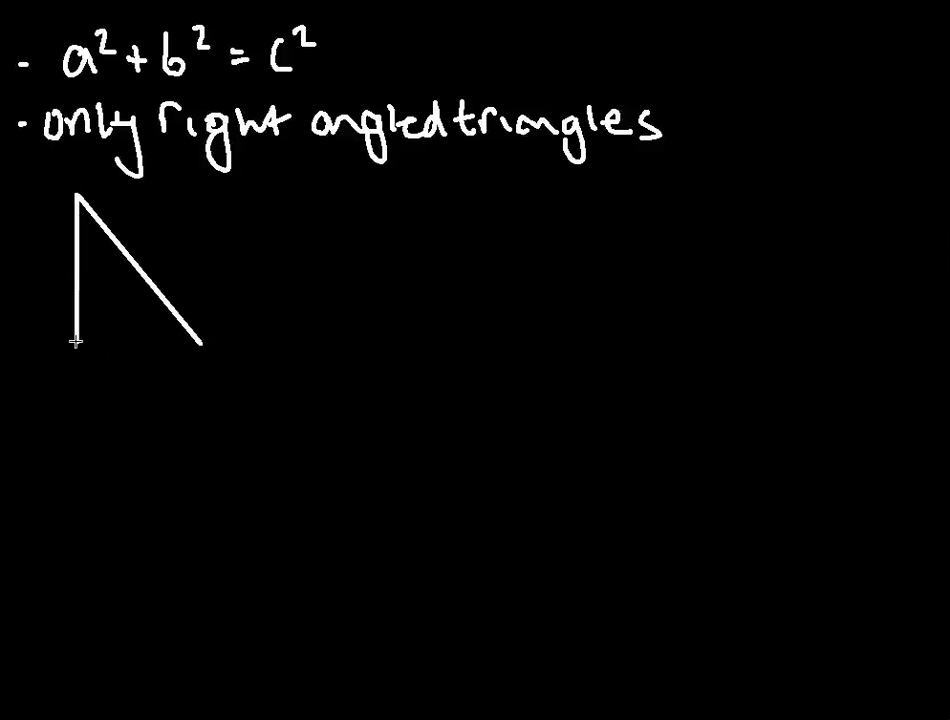 - a² + b² = c²
- only right angled triangles